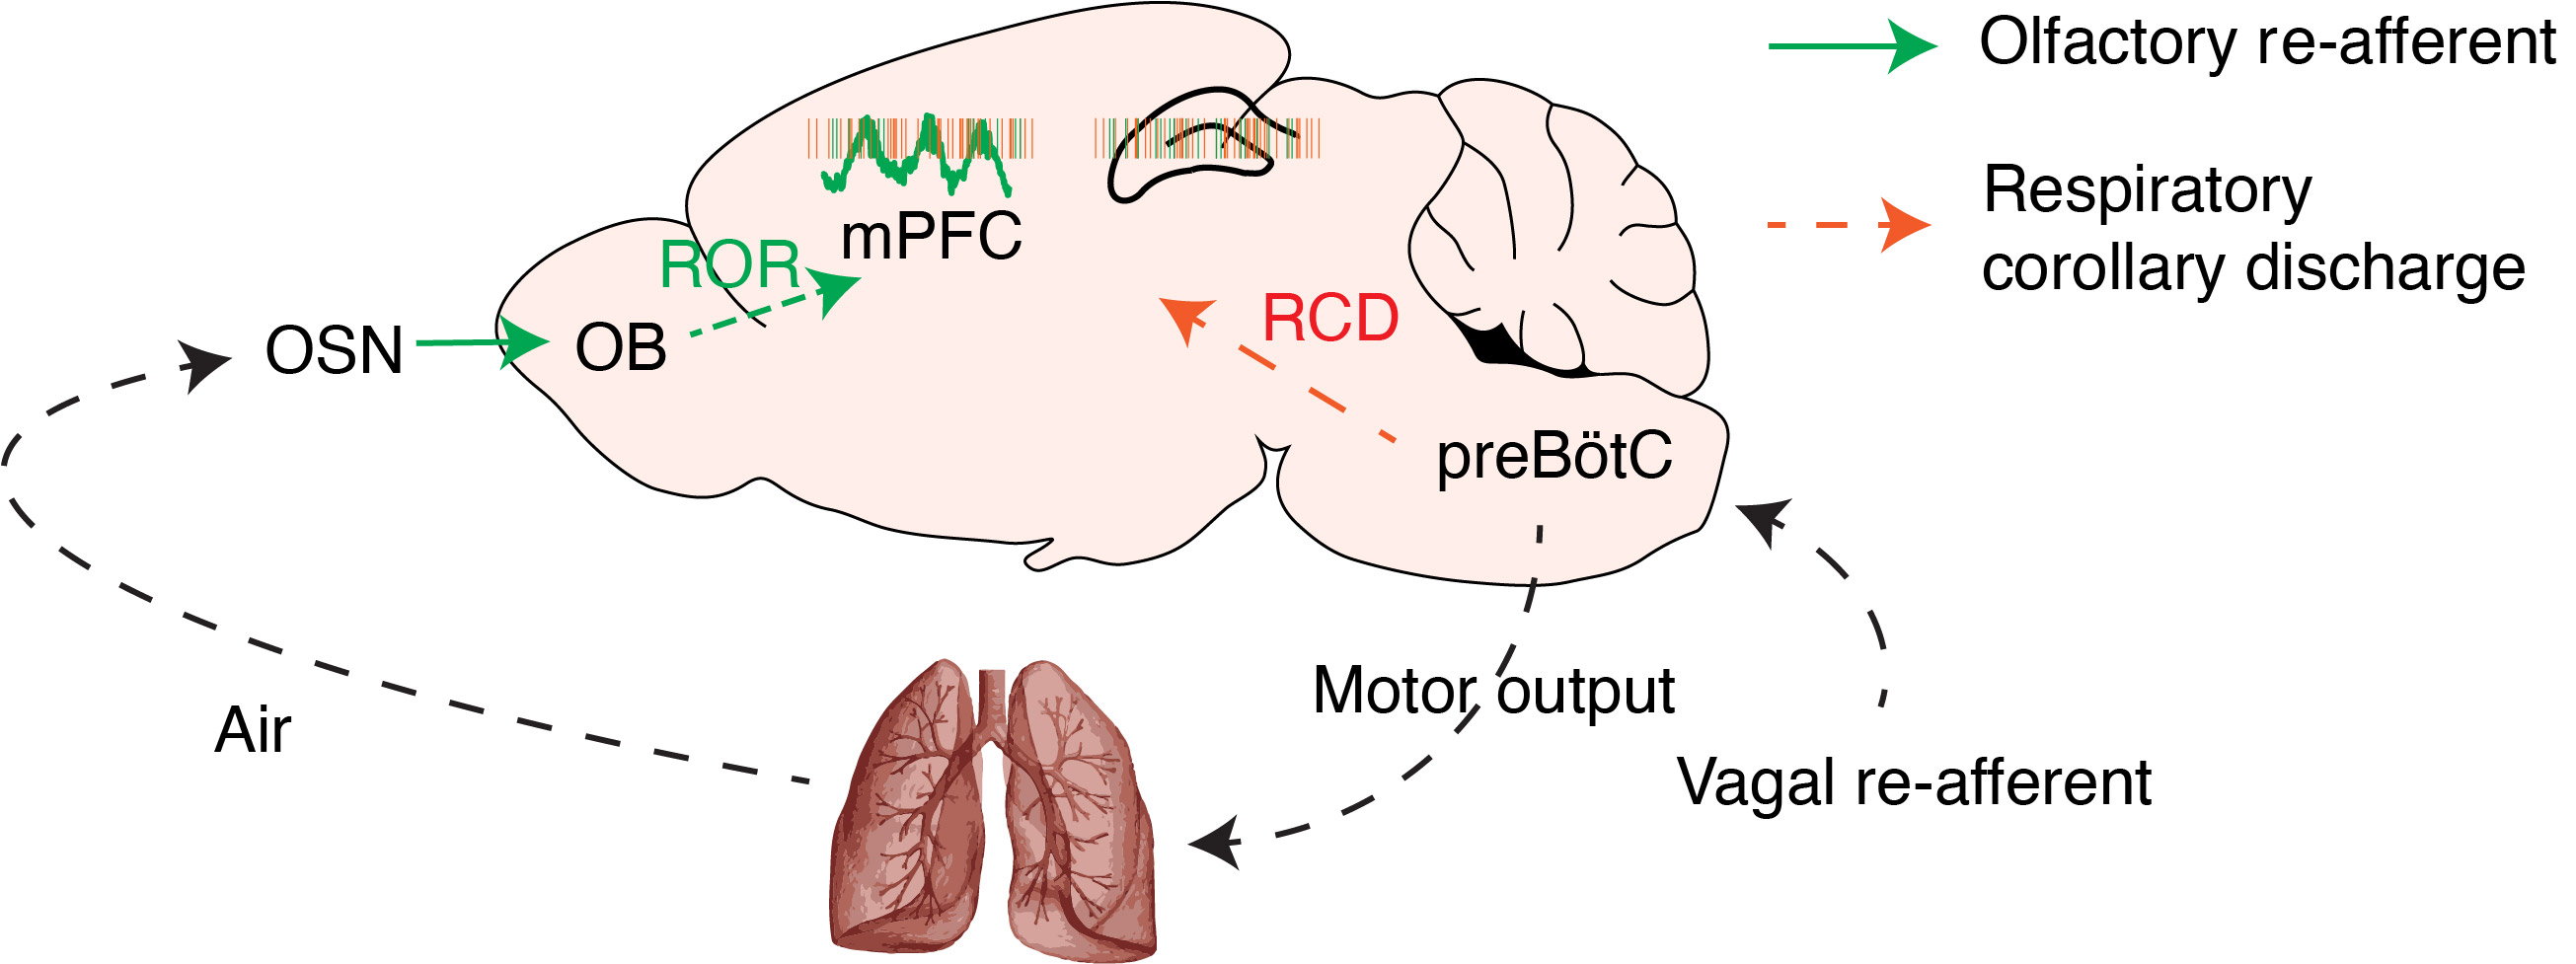 Olfactory re-afferent
Respiratory
corollary discharge
mPFC
ROR
RCD
OSN
OB
preBötC
Motor output
Air
Vagal re-afferent